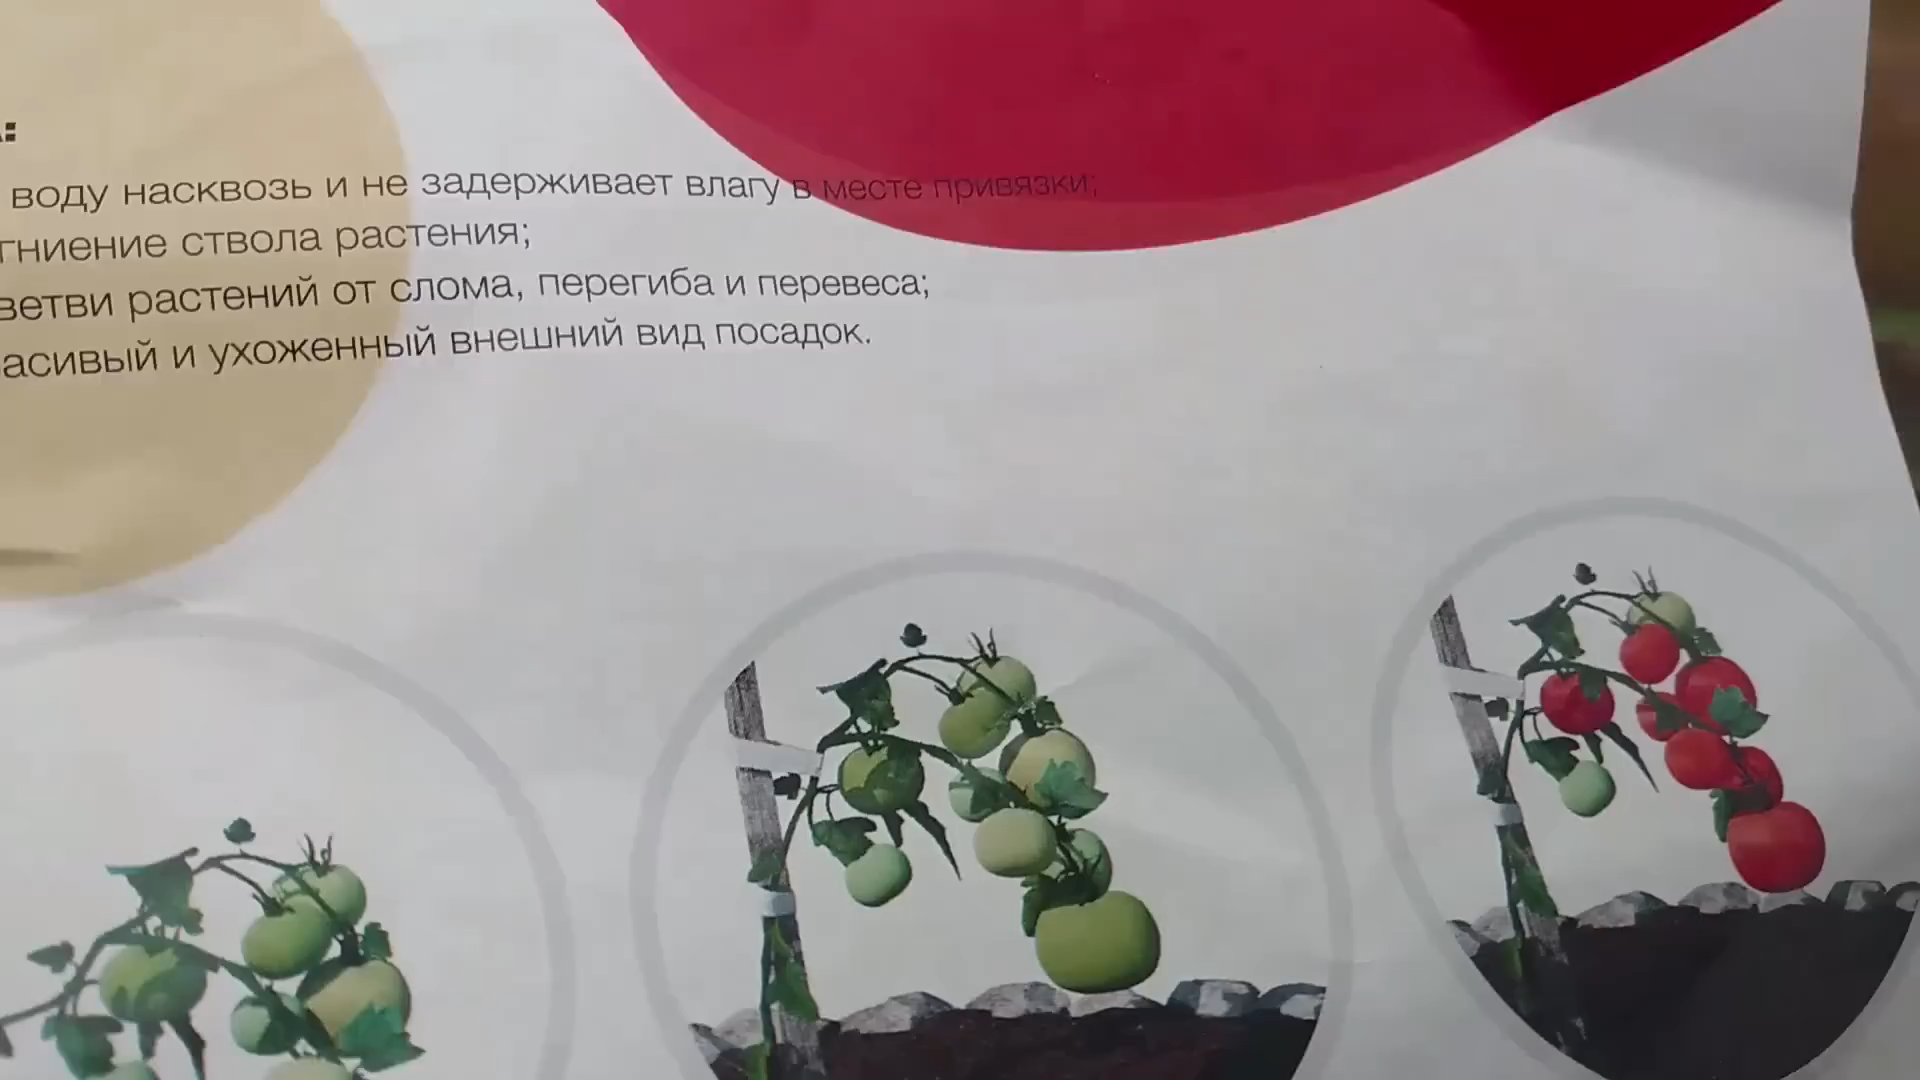 воду насквозь и не задерживает влагу в месте привязки;
гниение ствола растения;
ветви растений от слома, перегиба и перевеса;
и ухоженный внешний вид посадок.